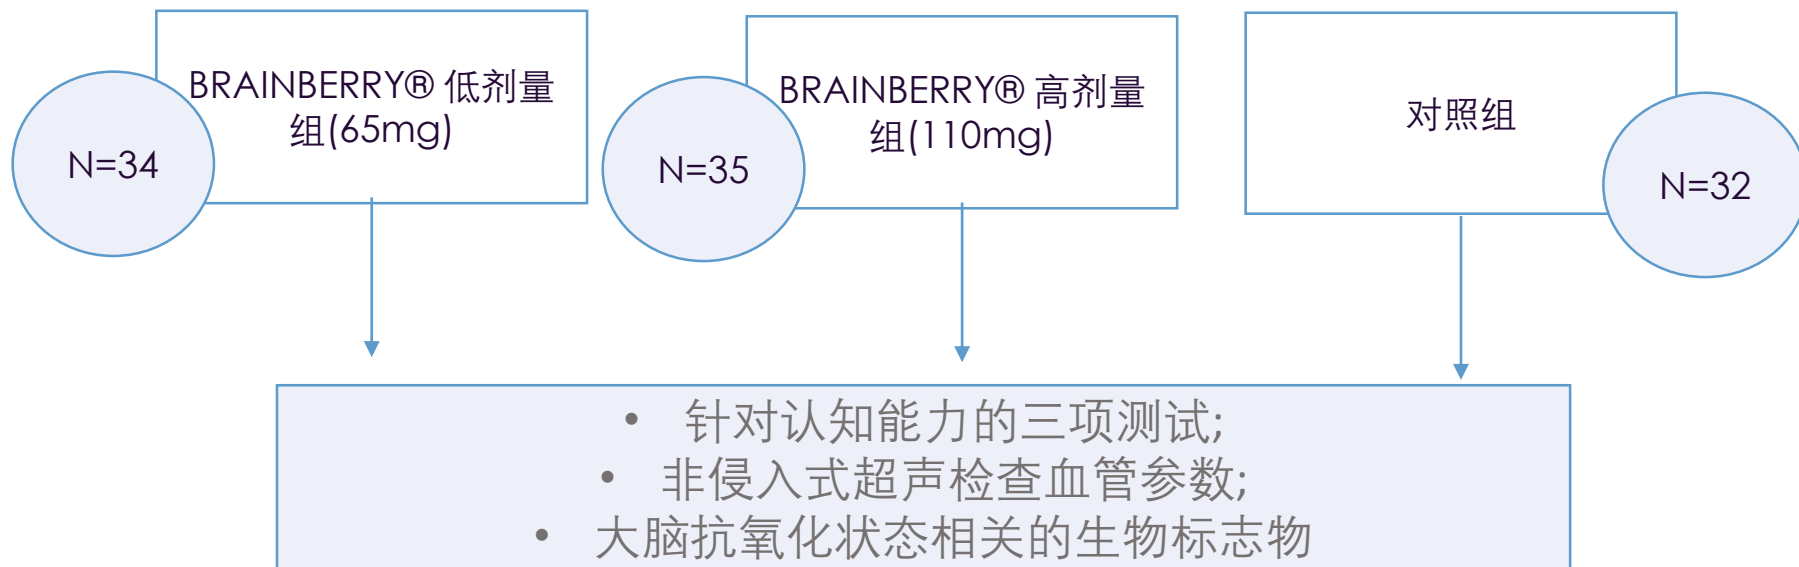 BRAINBERRY® 低剂量
组(65mg)
N=34
BRAINBERRY® 高剂量
组(110mg)
N=35
对照组
N=32
• 针对认知能力的三项测试;
• 非侵入式超声检查血管参数;
• 大脑抗氧化状态相关的生物标志物